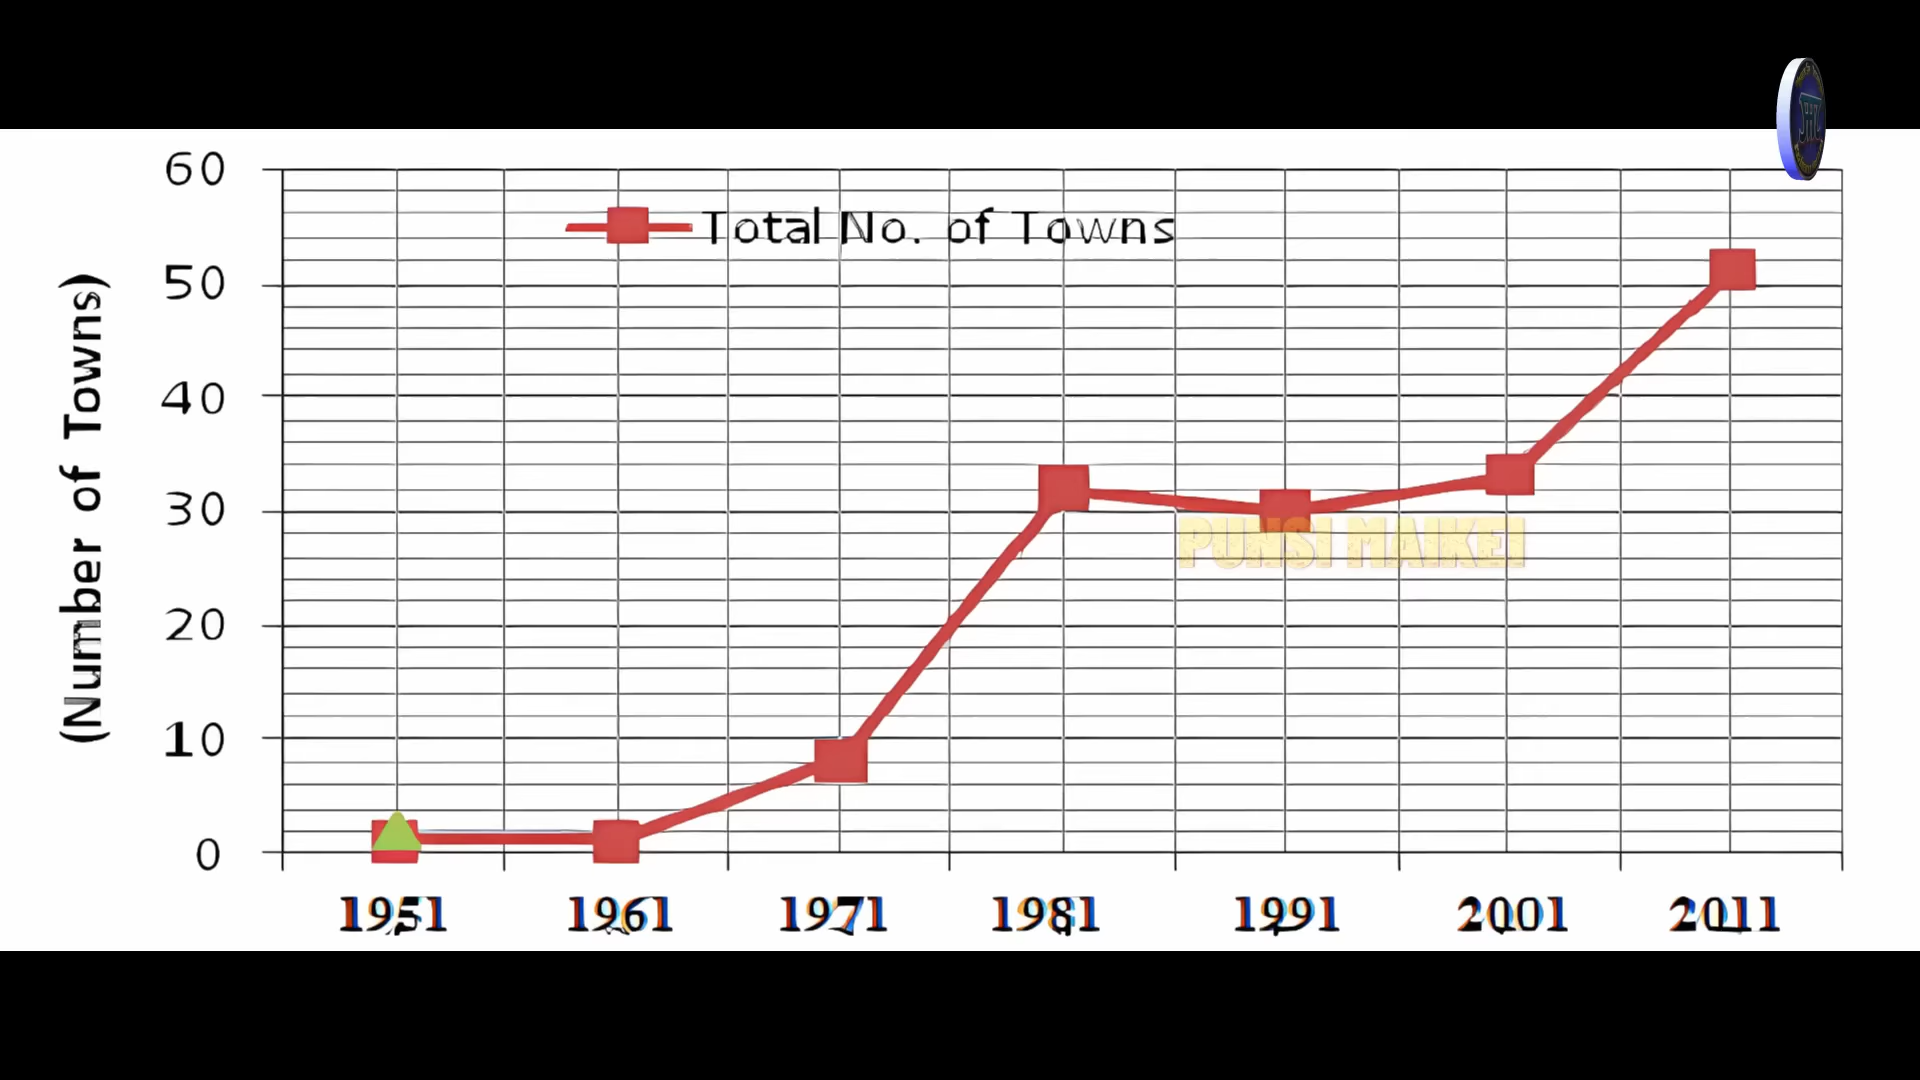 60
Total No. of Towns
50
40
30
20
10
0
(Number of Towns)
PUNSI MAIKEI
1951 1961 1971 1981 1991 2001 2011